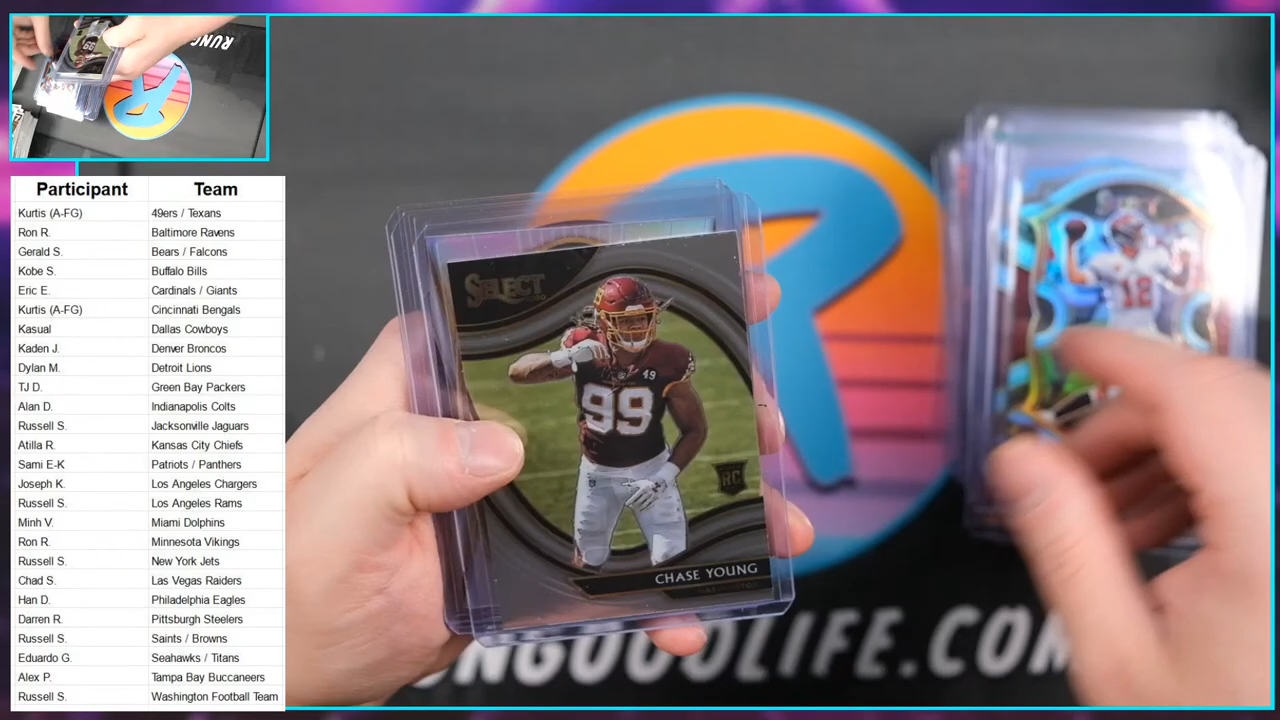 RUNG
Participant Team
Kurtis (A-FG) 49ers / Texans
Ron R. Baltimore Ravens
Gerald S. Bears / Falcons
Kobe S. Buffalo Bills
Eric E. Cardinals / Giants
Kurtis (A-FG) Cincinnati Bengals
Kasual Dallas Cowboys
Kaden J. Denver Broncos
Dylan M. Detroit Lions
TJ D. Green Bay Packers
Alan D. Indianapolis Colts
Russell S. Jacksonville Jaguars
Atilla R. Kansas City Chiefs
Sami E-K Patriots / Panthers
Joseph K. Los Angeles Chargers
Russell S. Los Angeles Rams
Minh V. Miami Dolphins
Ron R. Minnesota Vikings
Russell S. New York Jets
Chad S. Las Vegas Raiders
Han D. Philadelphia Eagles
Darren R. Pittsburgh Steelers
Russell S. Saints / Browns
Eduardo G. Seahawks / Titans
Alex P. Tampa Bay Buccaneers
Russell S. Washington Football Team
SELECT
49
99
RC
CHASE YOUNG
12
R
UNGOODLIFE.COM